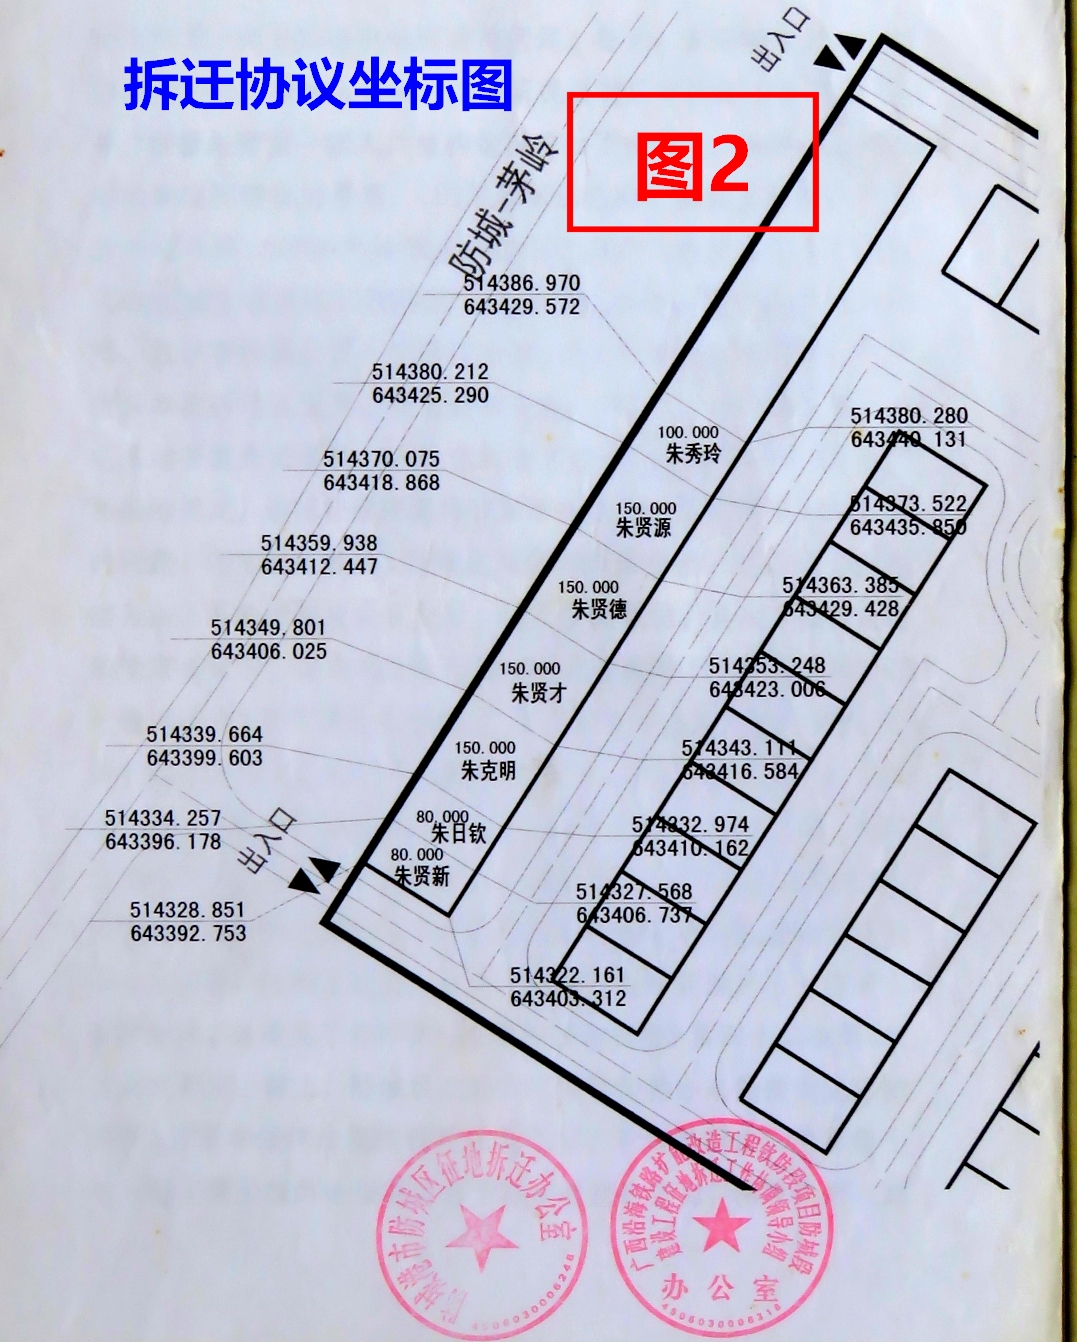 出入口
拆迁协议坐标图
图2
防城-茅岭
514386.970
643429.572
514380.212
643425.290
514380.280
643440.131
100.000
朱秀玲
514370.075
643418.868
514373.522
643435.850
150.000
朱贤源
514359.938
643412.447
514363.385
643429.428
150.000
朱贤德
514349.801
643406.025
514353.248
643423.006
150.000
朱贤才
514339.664
643399.603
514343.111
643416.584
150.000
朱克明
514334.257
643396.178
514332.974
643410.162
80.000
朱日钦
出入口
80.000
朱贤新
514327.568
643406.737
514328.851
643392.753
514322.161
643403.312
防城港市防城区征地拆迁办公室
4506030006246
广西沿海铁路扩能改造工程钦防段项目防城段
建设工程征地拆迁工作协调领导小组
办公室
4506030006318